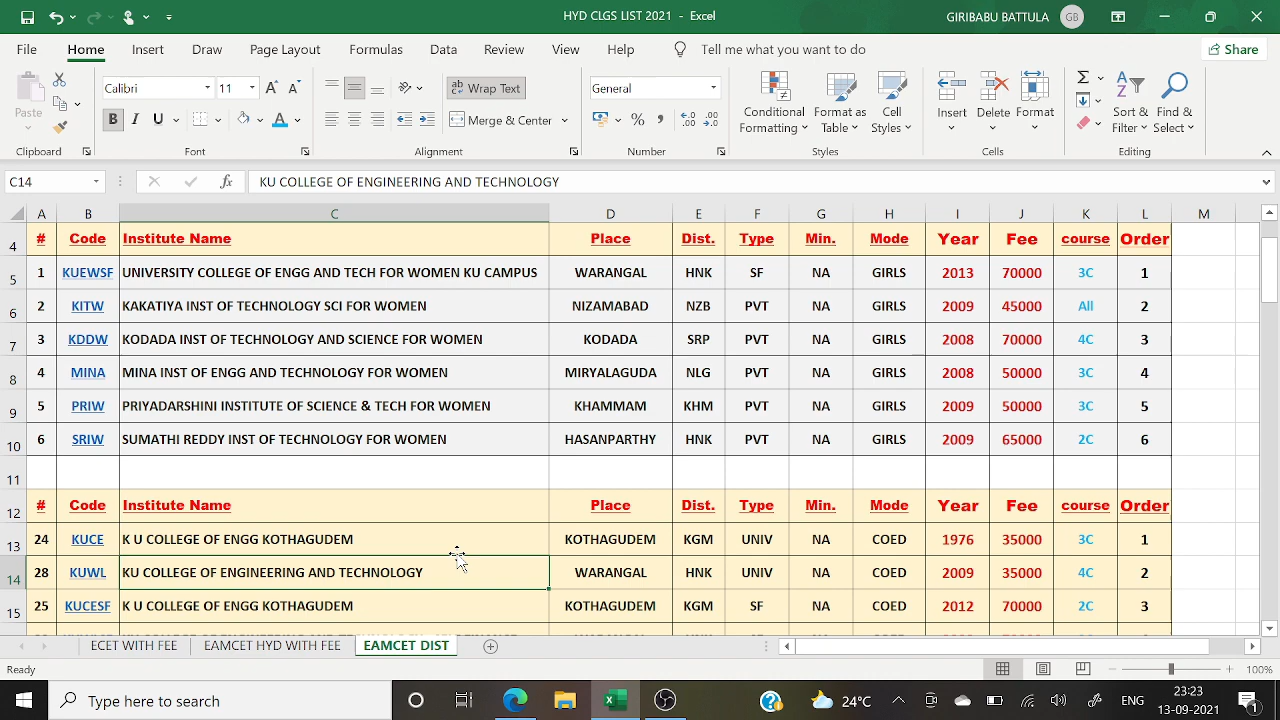 HYD CLGS LIST 2021 - Excel
GIRIBABU BATTULA GB
File Home Insert Draw Page Layout Formulas Data Review View Help Tell me what you want to do Share
Paste
Calibri 11
Wrap Text
Merge & Center
General
Conditional Formatting
Format as Table
Cell Styles
Insert Delete Format
Sort & Filter
Find & Select
Clipboard Font Alignment Number Styles Cells Editing
C14 fx KU COLLEGE OF ENGINEERING AND TECHNOLOGY
A B C D E F G H I J K L M
4 # Code Institute Name Place Dist. Type Min. Mode Year Fee course Order
5 1 KUEWSF UNIVERSITY COLLEGE OF ENGG AND TECH FOR WOMEN KU CAMPUS WARANGAL HNK SF NA GIRLS 2013 70000 3C 1
6 2 KITW KAKATIYA INST OF TECHNOLOGY SCI FOR WOMEN NIZAMABAD NZB PVT NA GIRLS 2009 45000 All 2
7 3 KDDW KODADA INST OF TECHNOLOGY AND SCIENCE FOR WOMEN KODADA SRP PVT NA GIRLS 2008 70000 4C 3
8 4 MINA MINA INST OF ENGG AND TECHNOLOGY FOR WOMEN MIRYALAGUDA NLG PVT NA GIRLS 2008 50000 3C 4
9 5 PRIW PRIYADARSHINI INSTITUTE OF SCIENCE & TECH FOR WOMEN KHAMMAM KHM PVT NA GIRLS 2009 50000 3C 5
10 6 SRIW SUMATHI REDDY INST OF TECHNOLOGY FOR WOMEN HASANPARTHY HNK PVT NA GIRLS 2009 65000 2C 6
11
12 # Code Institute Name Place Dist. Type Min. Mode Year Fee course Order
13 24 KUCE K U COLLEGE OF ENGG KOTHAGUDEM KOTHAGUDEM KGM UNIV NA COED 1976 35000 3C 1
14 28 KUWL KU COLLEGE OF ENGINEERING AND TECHNOLOGY WARANGAL HNK UNIV NA COED 2009 35000 4C 2
15 25 KUCESF K U COLLEGE OF ENGG KOTHAGUDEM KOTHAGUDEM KGM SF NA COED 2012 70000 2C 3
ECET WITH FEE EAMCET HYD WITH FEE EAMCET DIST
Ready 100%
Type here to search 24°C ENG 23:23
13-09-2021 1